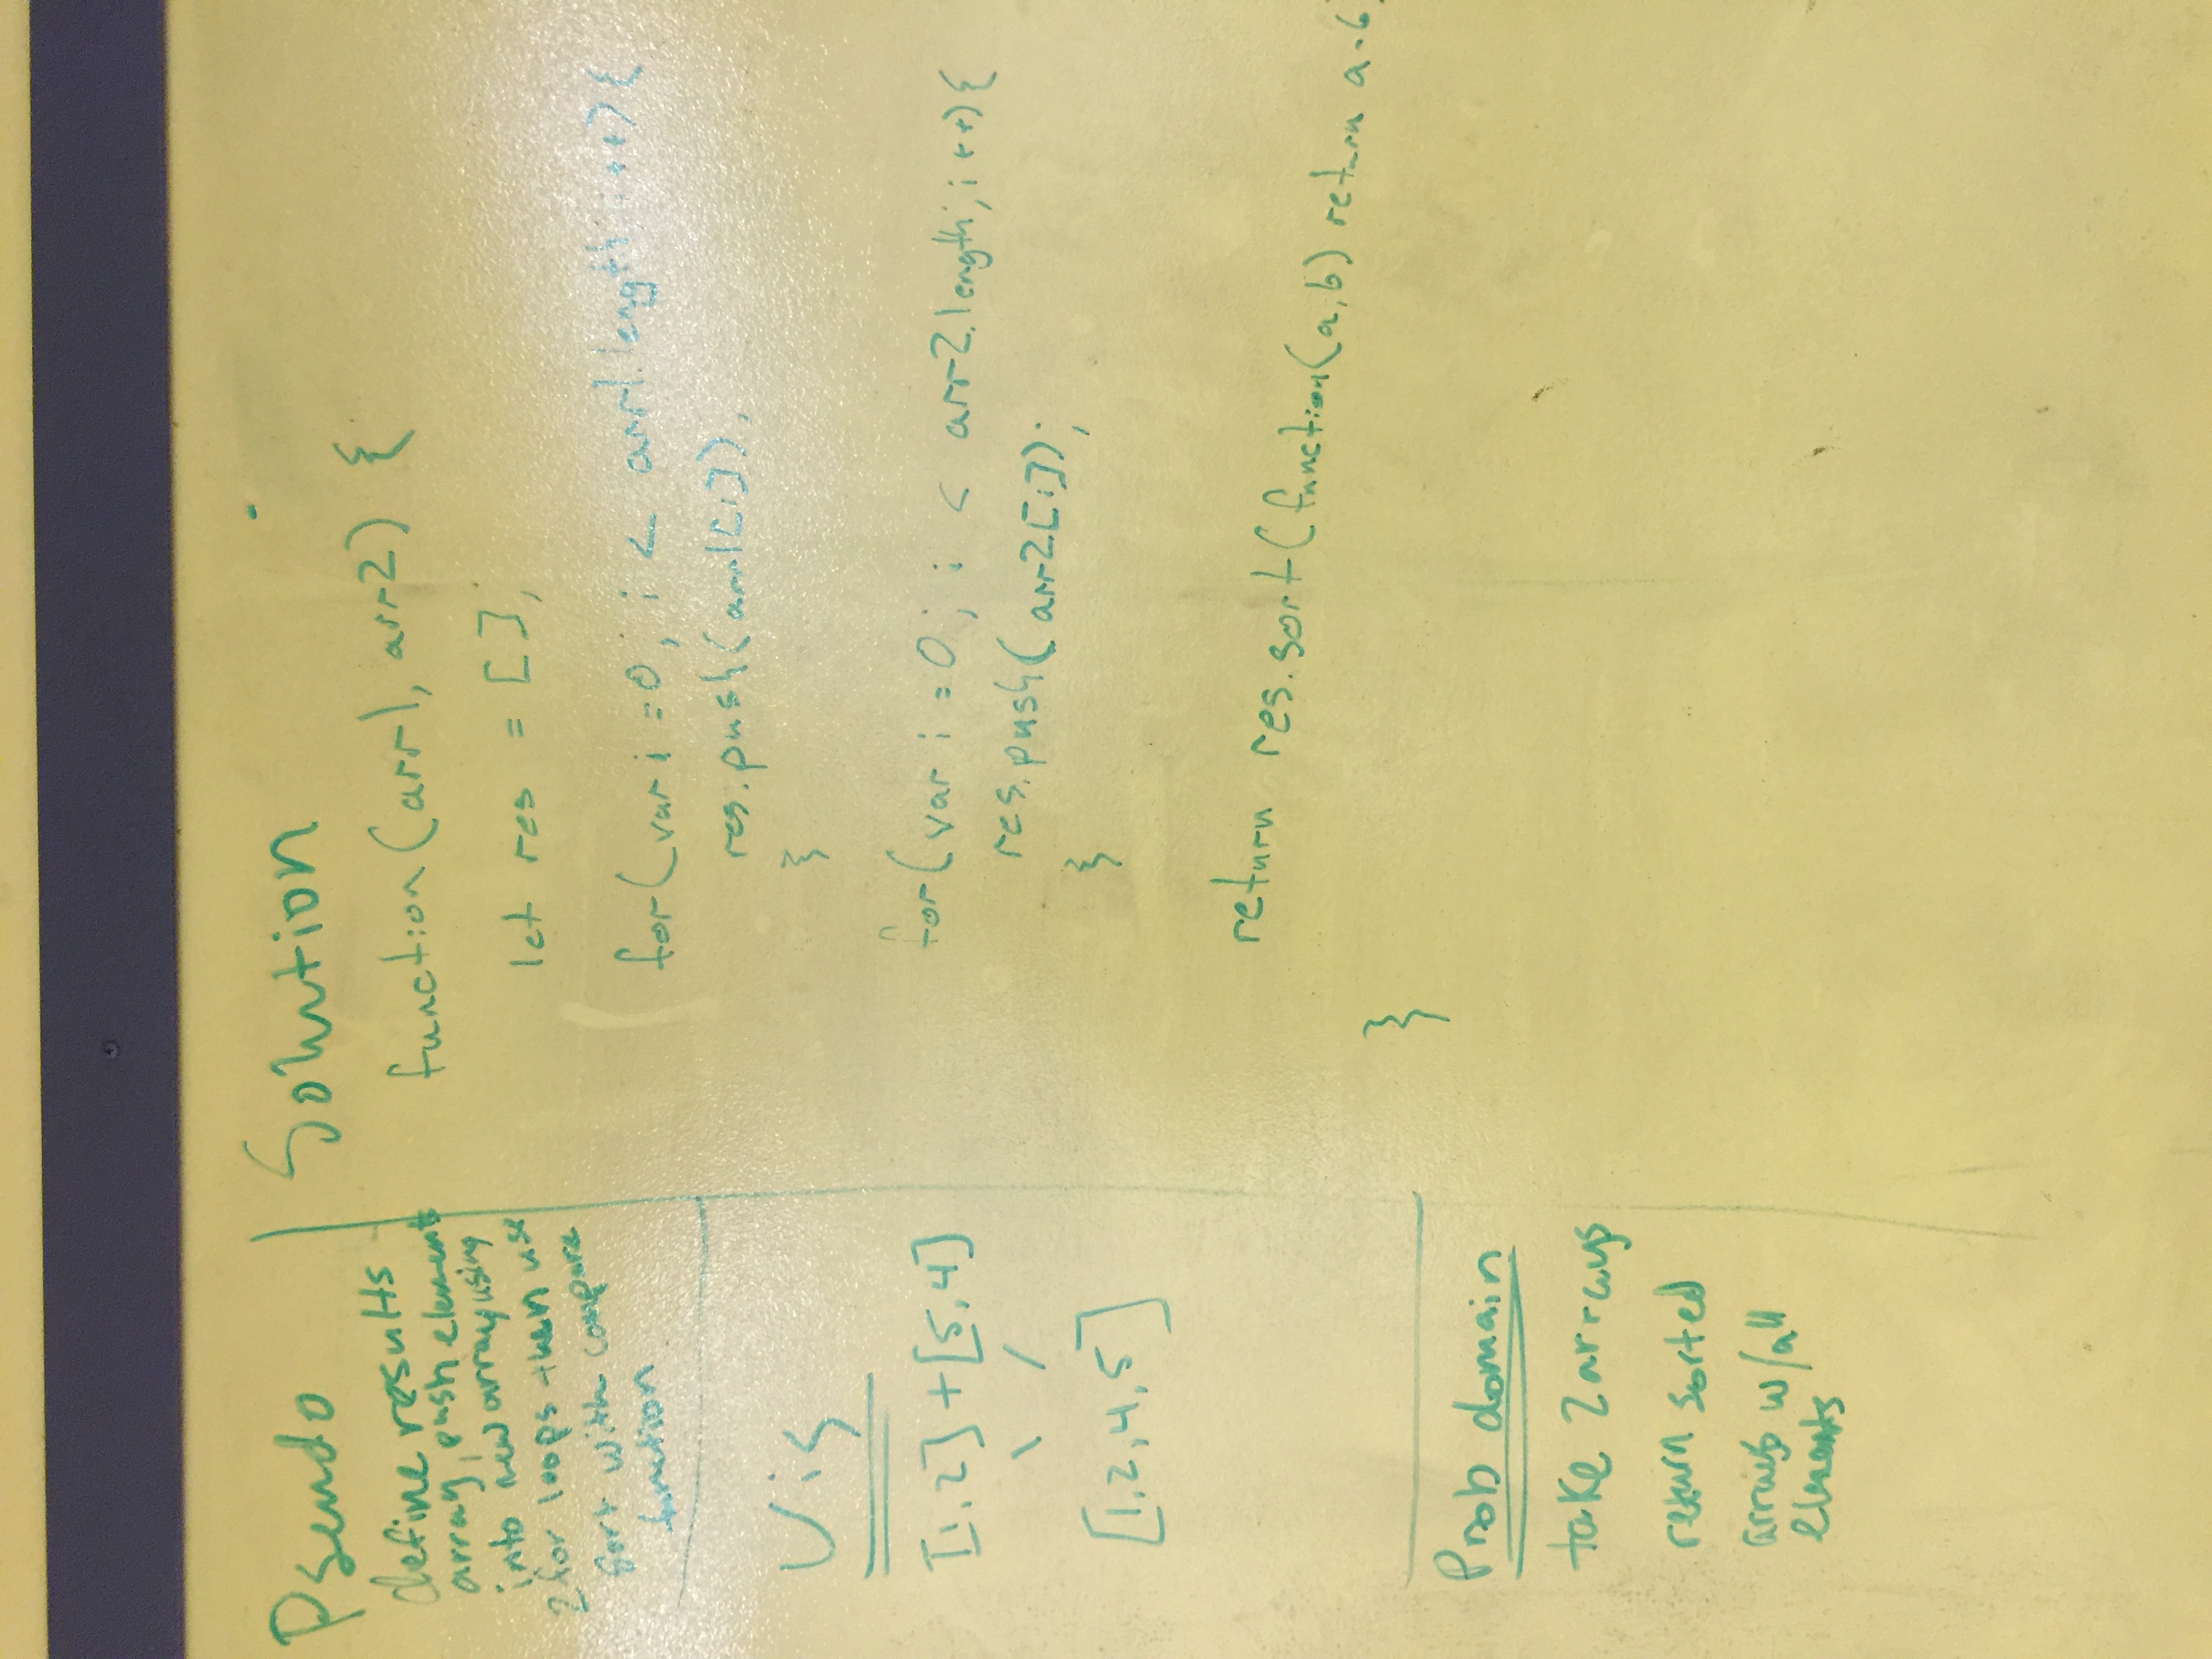 Pseudo
define results
array, push elements
into new array using
2 for loops then use
sort with compare
function
Vis
[1,2] + [5,4]
\ /
[1,2,4,5]
Prob domain
take 2 arrays
return sorted
arrays w/all
elements
Solution
function(arr1, arr2) {
let res = [];
for(var i = 0; i < arr1.length; i++){
res.push(arr1[i]);
}
for(var i = 0; i < arr2.length; i++){
res.push(arr2[i]);
}
return res.sort(function(a,b) return a-b)
}